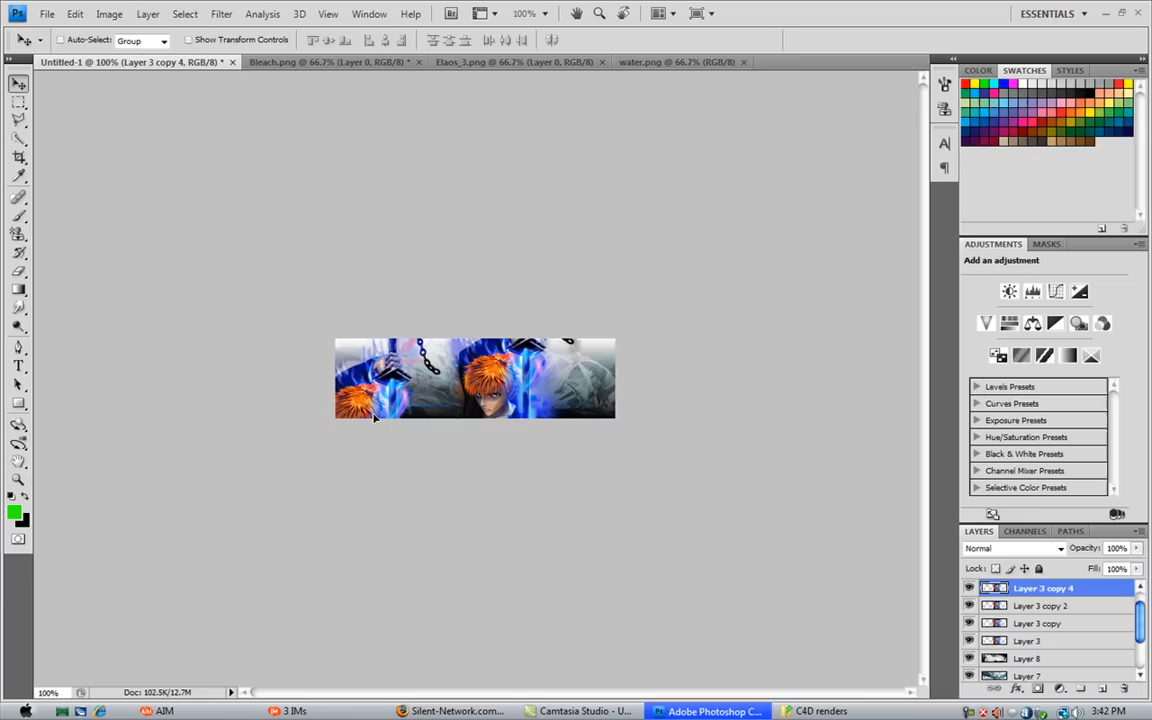 Ps File Edit Image Layer Select Filter Analysis 3D View Window Help Br 100% ESSENTIALS
Auto-Select: Group Show Transform Controls
Untitled-1 @ 100% (Layer 3 copy 4, RGB/8) * Bleach.png @ 66.7% (Layer 0, RGB/8) * Elaos_3.png @ 66.7% (Layer 0, RGB/8) water.png @ 66.7% (RGB/8)
COLOR SWATCHES STYLES
ADJUSTMENTS MASKS
Add an adjustment
Levels Presets
Curves Presets
Exposure Presets
Hue/Saturation Presets
Black & White Presets
Channel Mixer Presets
Selective Color Presets
LAYERS CHANNELS PATHS
Normal Opacity: 100%
Lock: Fill: 100%
Layer 3 copy 4
Layer 3 copy 2
Layer 3 copy
Layer 3
Layer 8
Layer 7
100% Doc: 102.5K/12.7M
AIM 3 IMs Silent-Network.com... Camtasia Studio - U... Adobe Photoshop C... C4D renders 3:42 PM